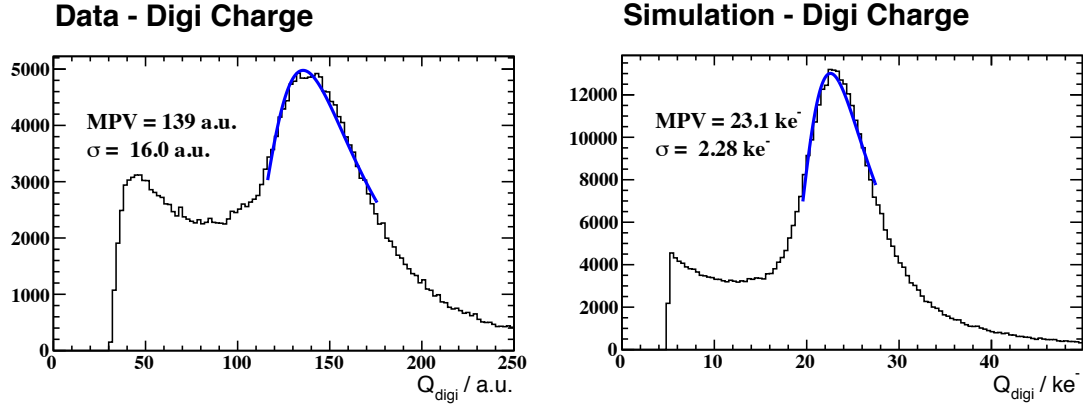 Data - Digi Charge
5000
4000
3000
2000
1000
0
MPV = 139 a.u.
σ = 16.0 a.u.
0 50 100 150 200 250
Q_digi / a.u.
Simulation - Digi Charge
12000
10000
8000
6000
4000
2000
0
MPV = 23.1 ke⁻
σ = 2.28 ke⁻
0 10 20 30 40
Q_digi / ke⁻